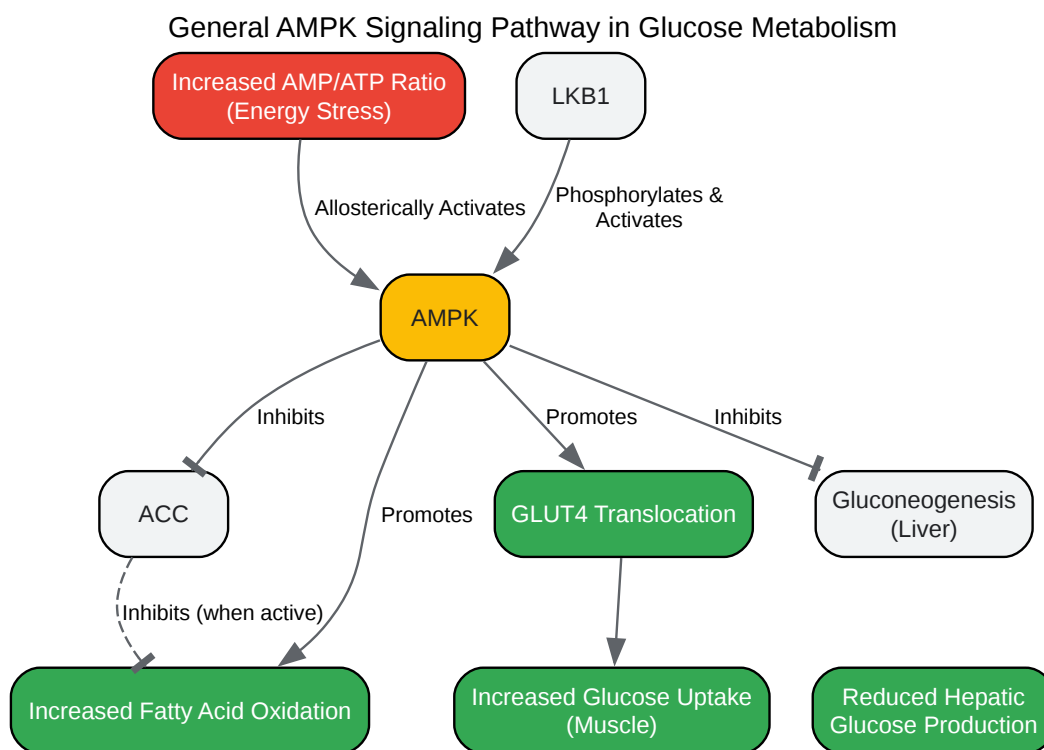 General AMPK Signaling Pathway in Glucose Metabolism
Increased AMP/ATP Ratio
(Energy Stress)
LKB1
Allosterically Activates
Phosphorylates &
Activates
AMPK
Inhibits
Promotes
Inhibits
ACC
Promotes
GLUT4 Translocation
Gluconeogenesis
(Liver)
Inhibits (when active)
Increased Fatty Acid Oxidation
Increased Glucose Uptake
(Muscle)
Reduced Hepatic
Glucose Production